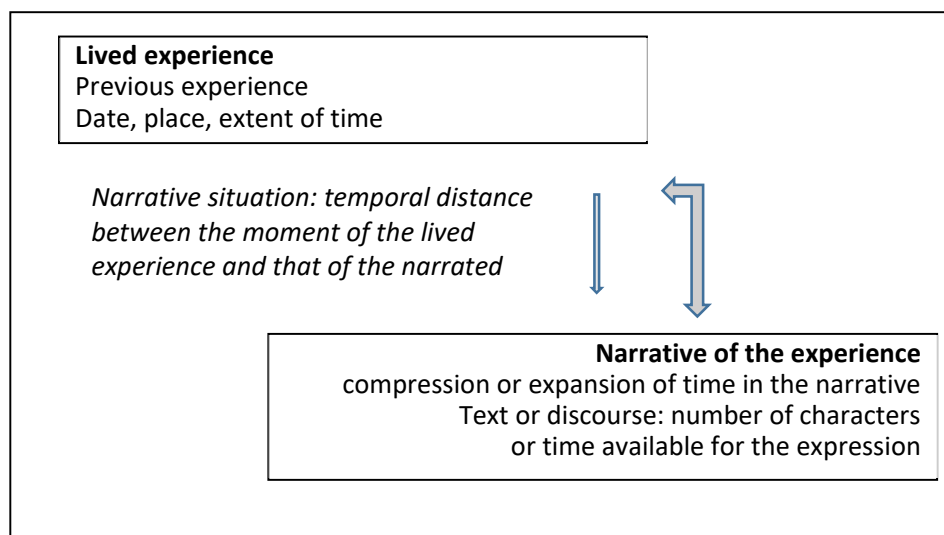 Lived experience
Previous experience
Date, place, extent of time
Narrative situation: temporal distance
between the moment of the lived
experience and that of the narrated
Narrative of the experience
compression or expansion of time in the narrative
Text or discourse: number of characters
or time available for the expression